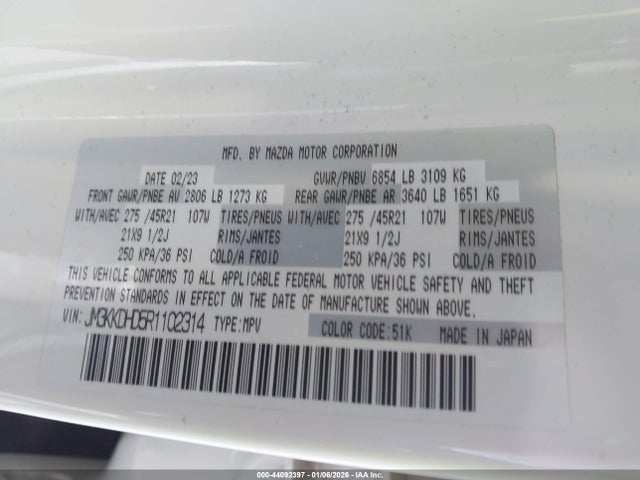 MFD. BY MAZDA MOTOR CORPORATION
DATE 02/23 GVWR/PNBV 6854 LB 3109 KG
FRONT GAWR/PNBE AV 2806 LB 1273 KG REAR GAWR/PNBE AR 3640 LB 1651 KG
WITH/AVEC 275 /45R21 107W TIRES/PNEUS WITH/AVEC 275 /45R21 107W TIRES/PNEUS
21X9 1/2J RIMS/JANTES 21X9 1/2J RIMS/JANTES
250 KPA/36 PSI COLD/A FROID 250 KPA/36 PSI COLD/A FROID
THIS VEHICLE CONFORMS TO ALL APPLICABLE FEDERAL MOTOR VEHICLE SAFETY AND THEFT
PREVENTION STANDARDS IN EFFECT ON THE DATE OF MANUFACTURE SHOWN ABOVE.
VIN: JM3KKDHD5R1102314 TYPE: MPV COLOR CODE: 51K MADE IN JAPAN
000-44092397 - 01/06/2026 - © IAA, Inc.